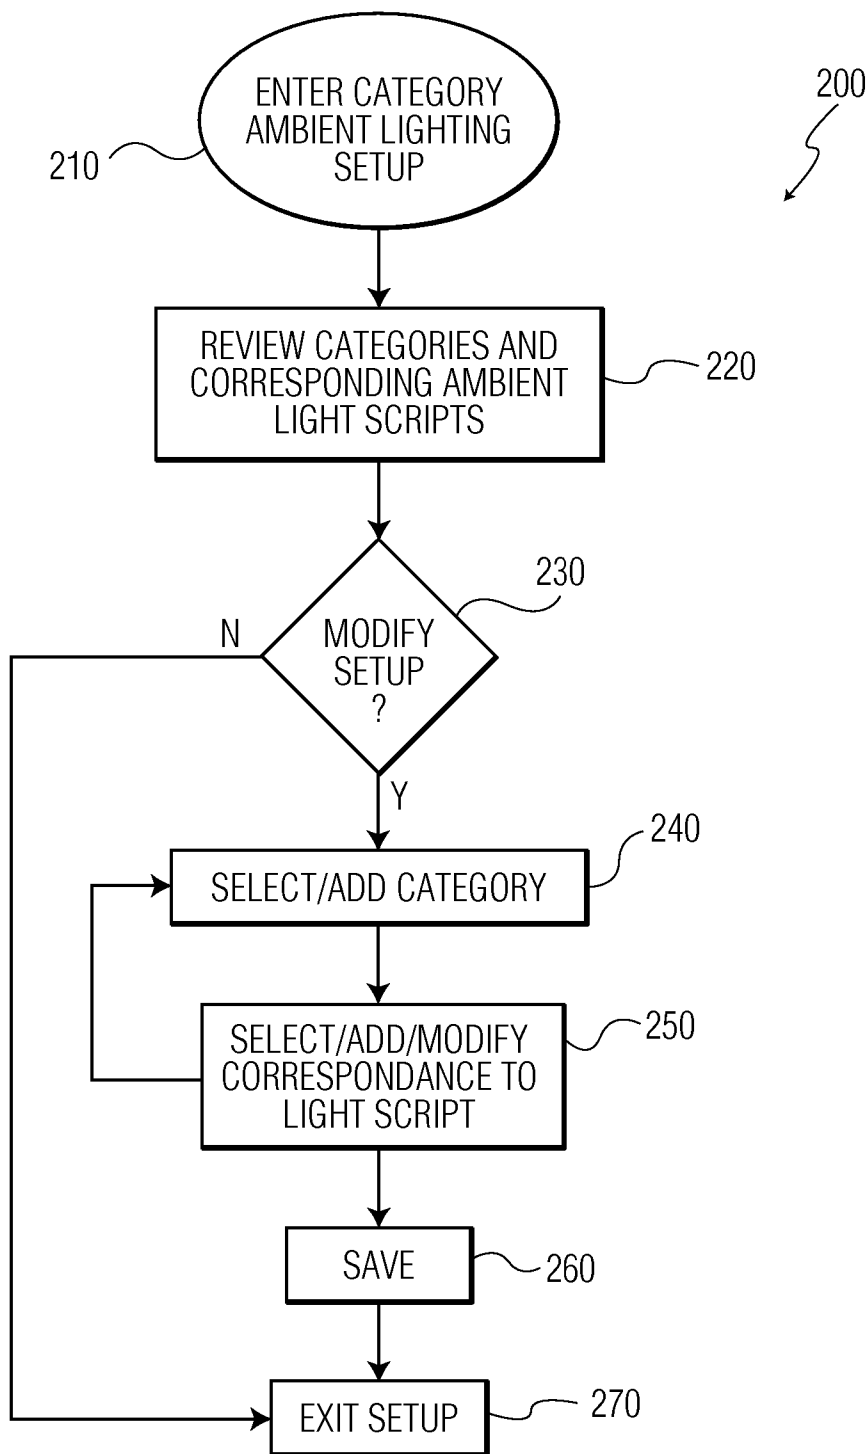 ENTER CATEGORY
AMBIENT LIGHTING
SETUP
210
200
REVIEW CATEGORIES AND
CORRESPONDING AMBIENT
LIGHT SCRIPTS
220
230
N
MODIFY
SETUP
?
Y
240
SELECT/ADD CATEGORY
250
SELECT/ADD/MODIFY
CORRESPONDANCE TO
LIGHT SCRIPT
SAVE
260
EXIT SETUP
270